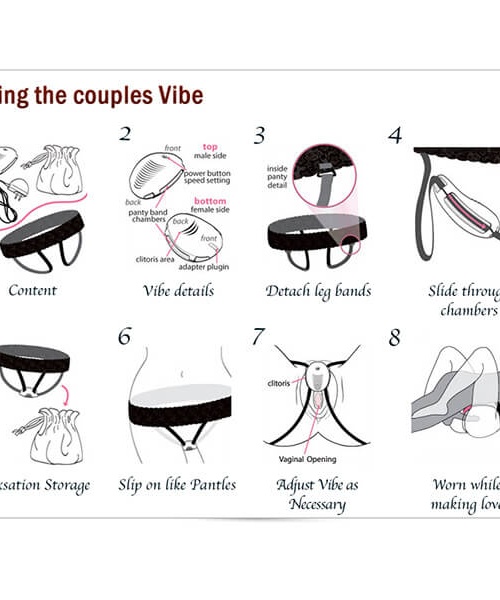 ing the couples Vibe
2
front
top
male side
power button
speed setting
back
bottom
female side
panty band
chambers
back
front
clitoris area
adapter plugin
3
inside
panty
detail
4
Content
Vibe details
Detach leg bands
Slide throug
chambers
6
7
clitoris
Vaginal Opening
8
xsation Storage
Slip on like Pantles
Adjust Vibe as
Necessary
Worn while
making lov